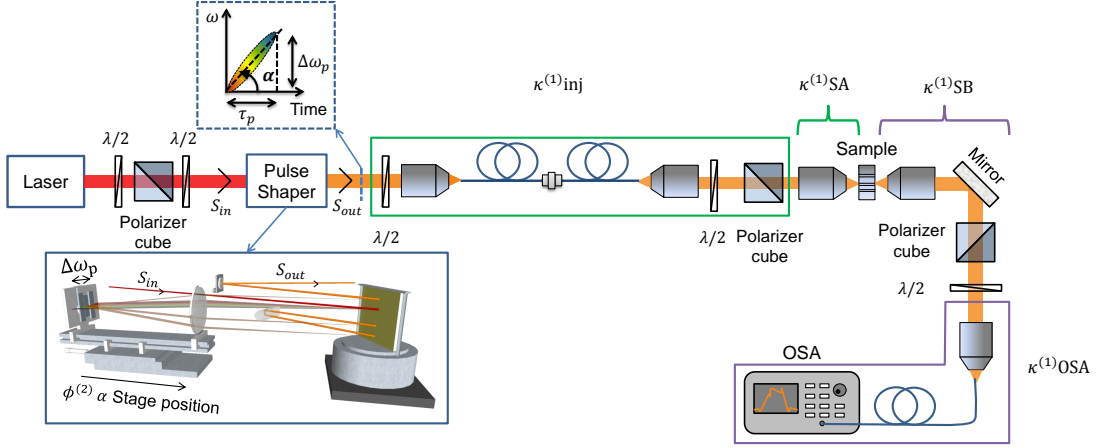 ω
Δω_p
α
Time
τ_p
κ^(1)inj
κ^(1)SA
κ^(1)SB
λ/2
λ/2
Laser
Pulse
Shaper
S_in
S_out
Polarizer
cube
λ/2
λ/2
Polarizer
cube
Sample
Mirror
Polarizer
cube
λ/2
Δω_p
S_in
S_out
ϕ^(2) α Stage position
OSA
κ^(1)OSA